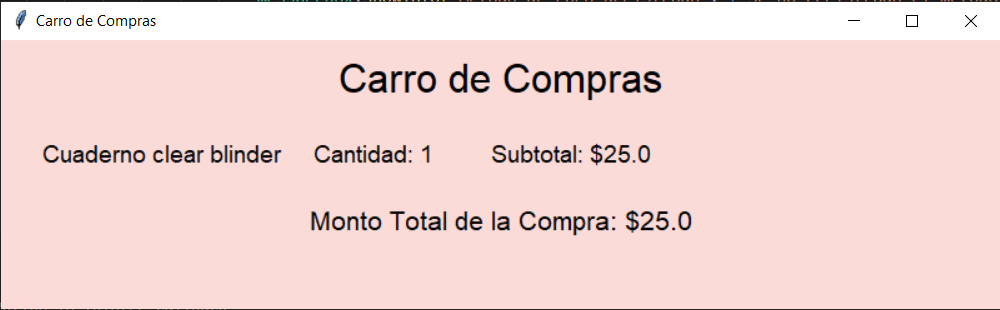 Carro de Compras
Carro de Compras
Cuaderno clear blinder Cantidad: 1 Subtotal: $25.0
Monto Total de la Compra: $25.0